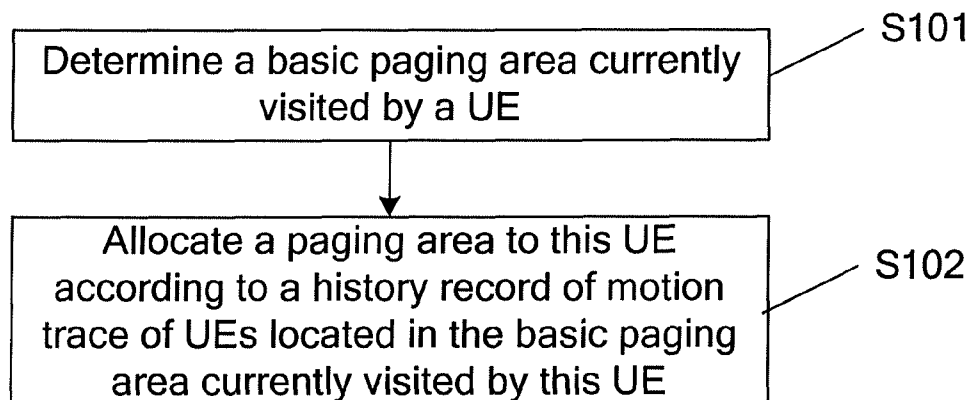 S101
Determine a basic paging area currently
visited by a UE
Allocate a paging area to this UE
according to a history record of motion
trace of UEs located in the basic paging
area currently visited by this UE
S102